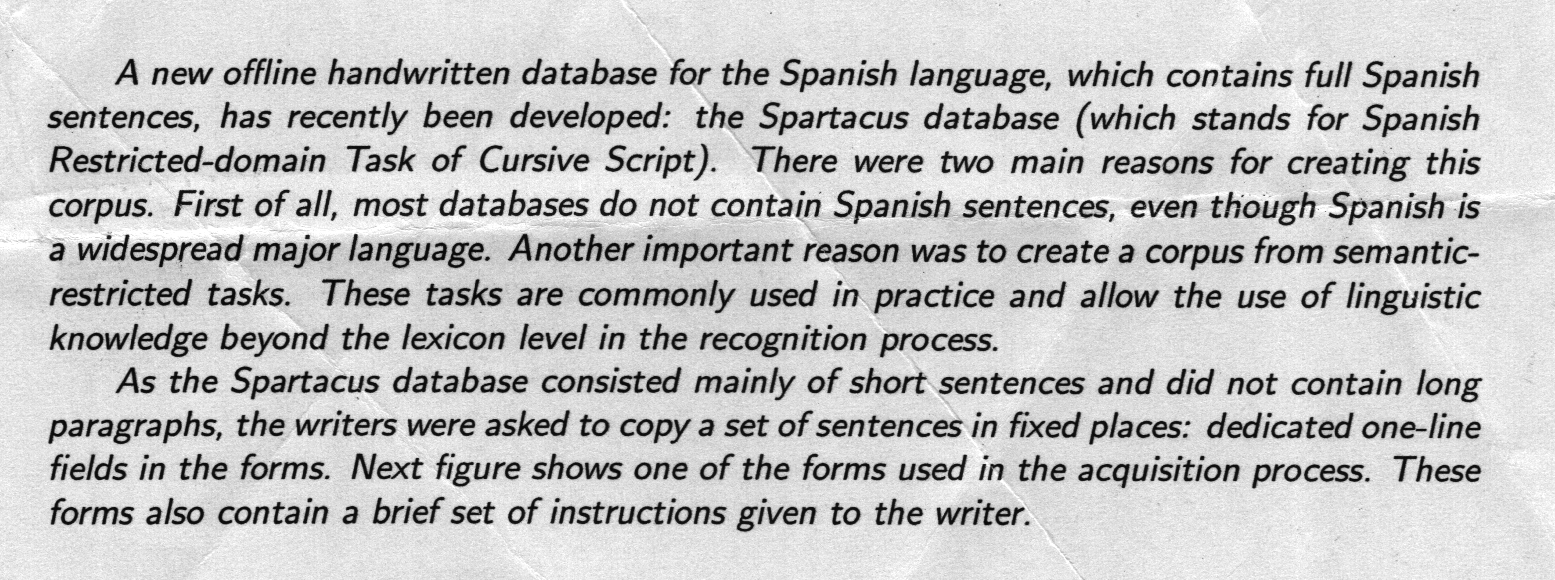 A new offline handwritten database for the Spanish language, which contains full Spanish
sentences, has recently been developed: the Spartacus database (which stands for Spanish
Restricted-domain Task of Cursive Script). There were two main reasons for creating this
corpus. First of all, most databases do not contain Spanish sentences, even though Spanish is
a widespread major language. Another important reason was to create a corpus from semantic-
restricted tasks. These tasks are commonly used in practice and allow the use of linguistic
knowledge beyond the lexicon level in the recognition process.
As the Spartacus database consisted mainly of short sentences and did not contain long
paragraphs, the writers were asked to copy a set of sentences in fixed places: dedicated one-line
fields in the forms. Next figure shows one of the forms used in the acquisition process. These
forms also contain a brief set of instructions given to the writer.